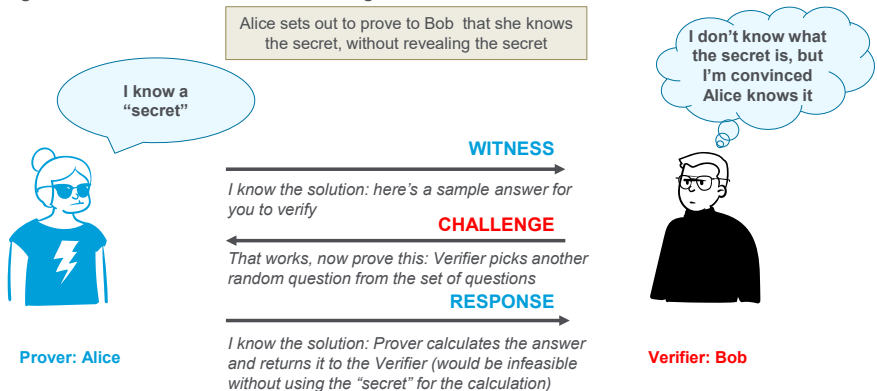 Alice sets out to prove to Bob that she knows
the secret, without revealing the secret
I know a
“secret”
I don’t know what
the secret is, but
I’m convinced
Alice knows it
WITNESS
I know the solution: here’s a sample answer for
you to verify
CHALLENGE
That works, now prove this: Verifier picks another
random question from the set of questions
RESPONSE
I know the solution: Prover calculates the answer
and returns it to the Verifier (would be infeasible
without using the “secret” for the calculation)
Prover: Alice
Verifier: Bob